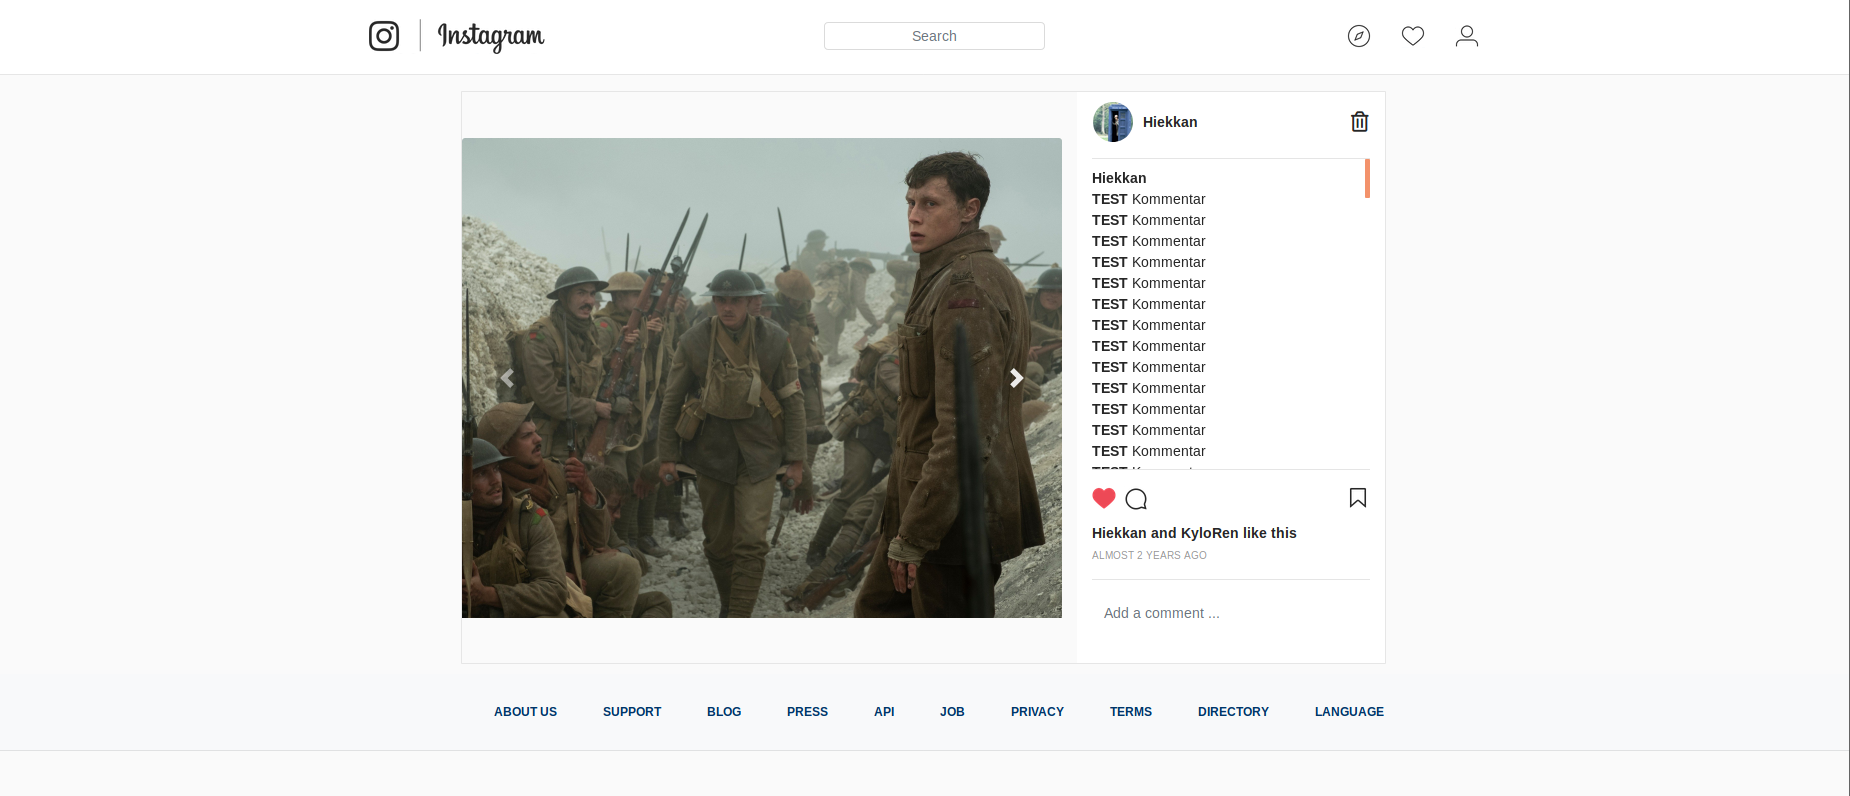 Instagram
Search
Hiekkan
Hiekkan
TEST Kommentar
TEST Kommentar
TEST Kommentar
TEST Kommentar
TEST Kommentar
TEST Kommentar
TEST Kommentar
TEST Kommentar
TEST Kommentar
TEST Kommentar
TEST Kommentar
TEST Kommentar
TEST Kommentar
TEST Kommentar
Hiekkan and KyloRen like this
ALMOST 2 YEARS AGO
Add a comment ...
ABOUT US SUPPORT BLOG PRESS API JOB PRIVACY TERMS DIRECTORY LANGUAGE